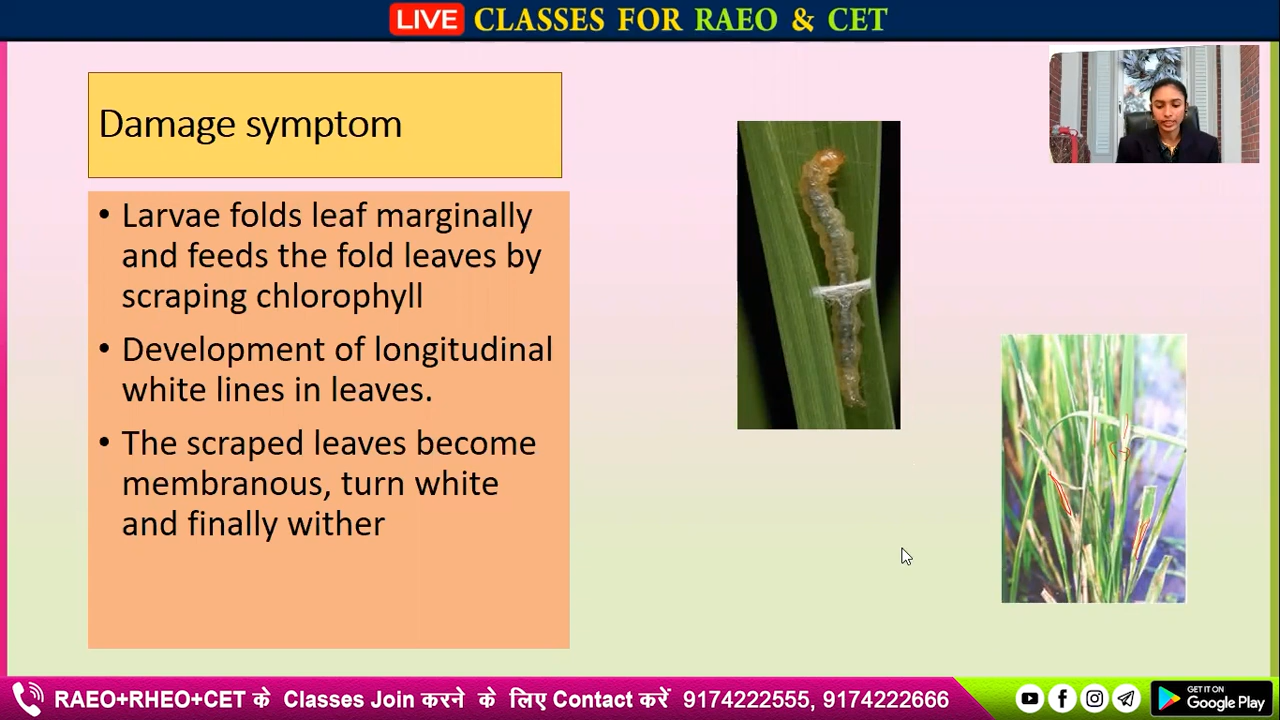 LIVE CLASSES FOR RAEO & CET
Damage symptom
• Larvae folds leaf marginally
and feeds the fold leaves by
scraping chlorophyll
• Development of longitudinal
white lines in leaves.
• The scraped leaves become
membranous, turn white
and finally wither
RAEO+RHEO+CET के Classes Join करने के लिए Contact करें 9174222555, 9174222666
GET IT ON
Google Play